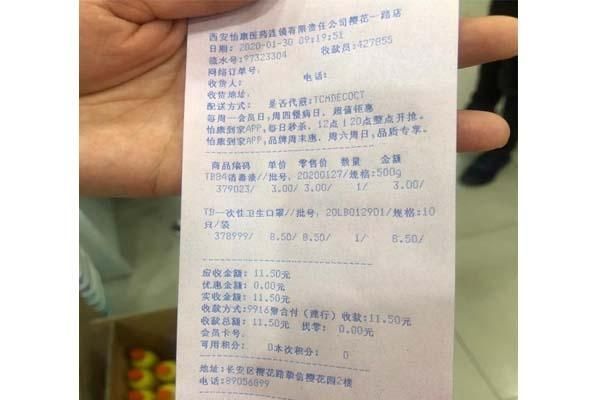 西安怡康医药连锁有限责任公司樱花一路店
日期: 2020-01-30 09:19:51
流水号:97323304 收款员:427855
网络订单号:
收货人: 电话:
收货地址:
配送方式: 是否代煎:TCMDECOCT
每周一会员日,周四慢病日, 超值钜惠
怡康到家APP,每日秒杀, 12点|20点整点开抢。
怡康到家APP,品牌周末惠, 周六周日,品质专享。
商品编码 单价 零售价 数量 金额
TB84消毒液//批号: 20200127/规格:500g
379023/ 3.00/ 3.00/ 1/ 3.00/
TB一次性卫生口罩//批号: 20LB012901/规格:10
只/袋
378999/ 8.50/ 8.50/ 1/ 8.50/
应收金额: 11.50元
优惠金额: 0.00元
实收金额: 11.50元
收款方式:9916聚合付(建行)收款:11.50元
收款总额: 11.50元 找零: 0.00元
会员卡号:
可用积分: 0本次积分: 0
地址:长安区樱花路挚信樱花园2楼
电话:89056899